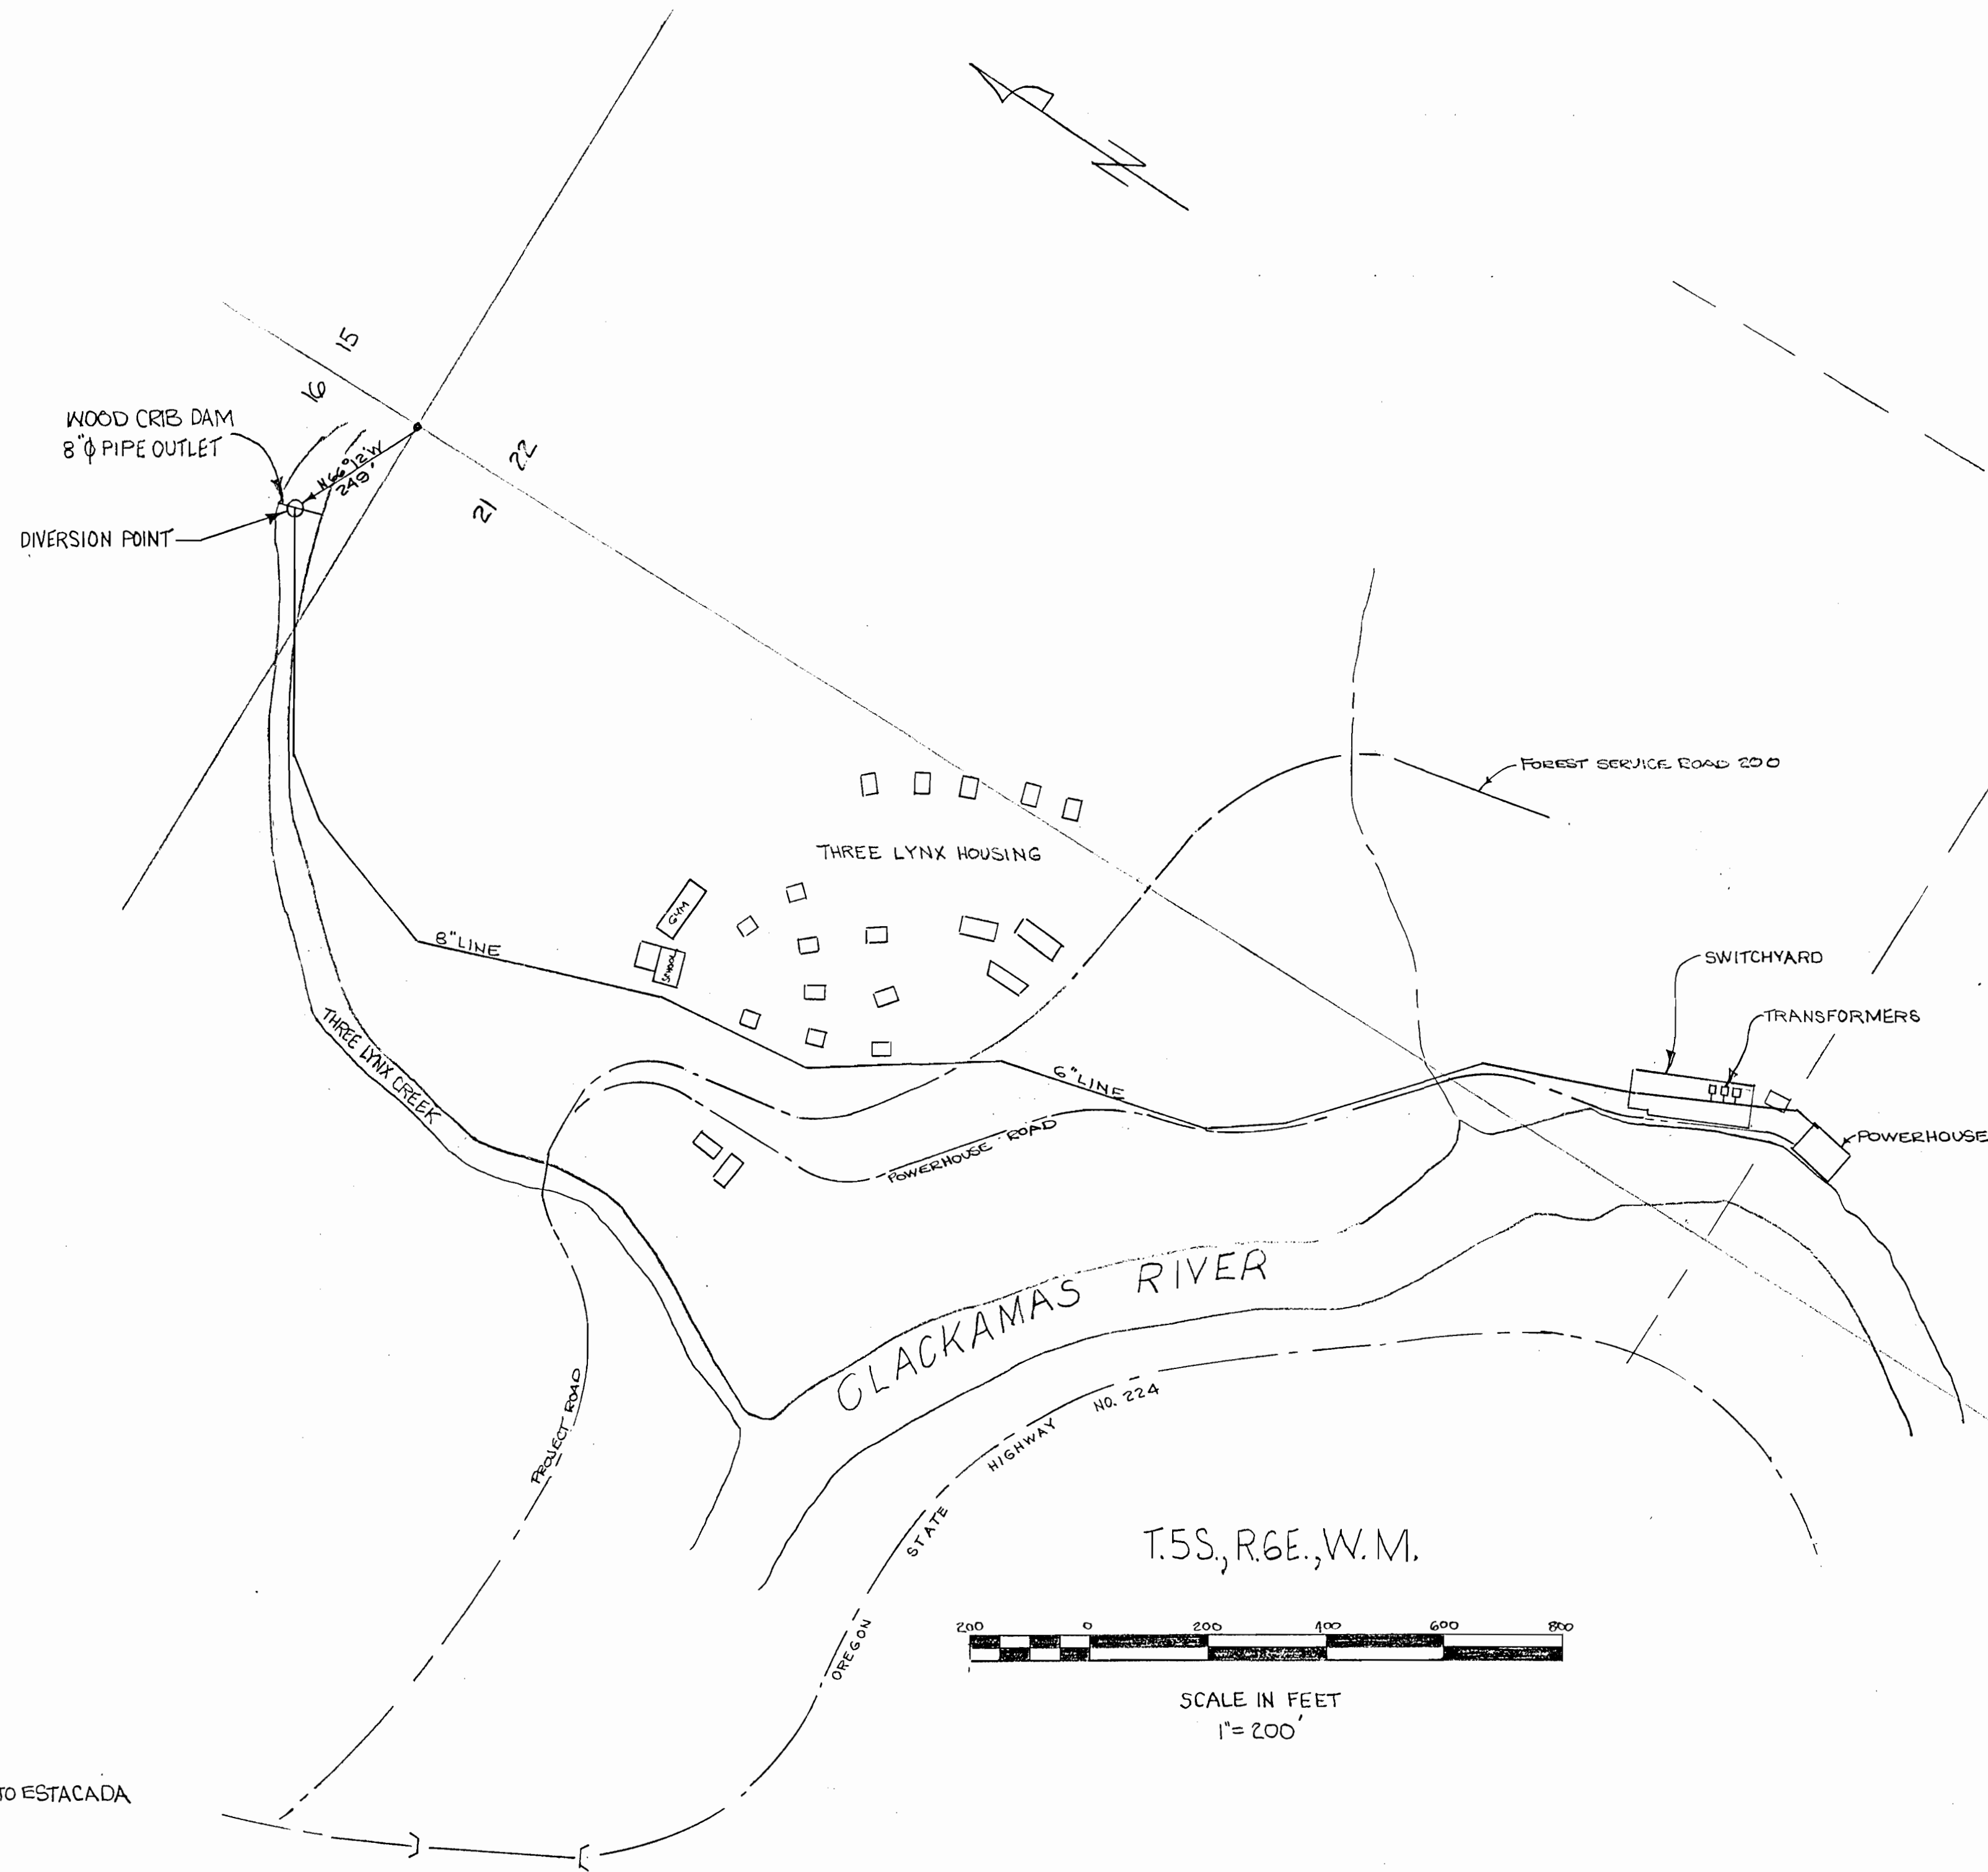 N
15
16
WOOD CRIB DAM
8"φ PIPE OUTLET
N66°12'W
249'
22
21
DIVERSION POINT
FOREST SERVICE ROAD 200
THREE LYNX HOUSING
GYM
SCHOOL
8" LINE
SWITCHYARD
TRANSFORMERS
THREE LYNX CREEK
6" LINE
POWERHOUSE
POWERHOUSE ROAD
CLACKAMAS RIVER
PROJECT ROAD
OREGON STATE HIGHWAY NO. 224
T.5S., R.6E., W.M.
200 0 200 400 600 800
SCALE IN FEET
1" = 200'
TO ESTACADA